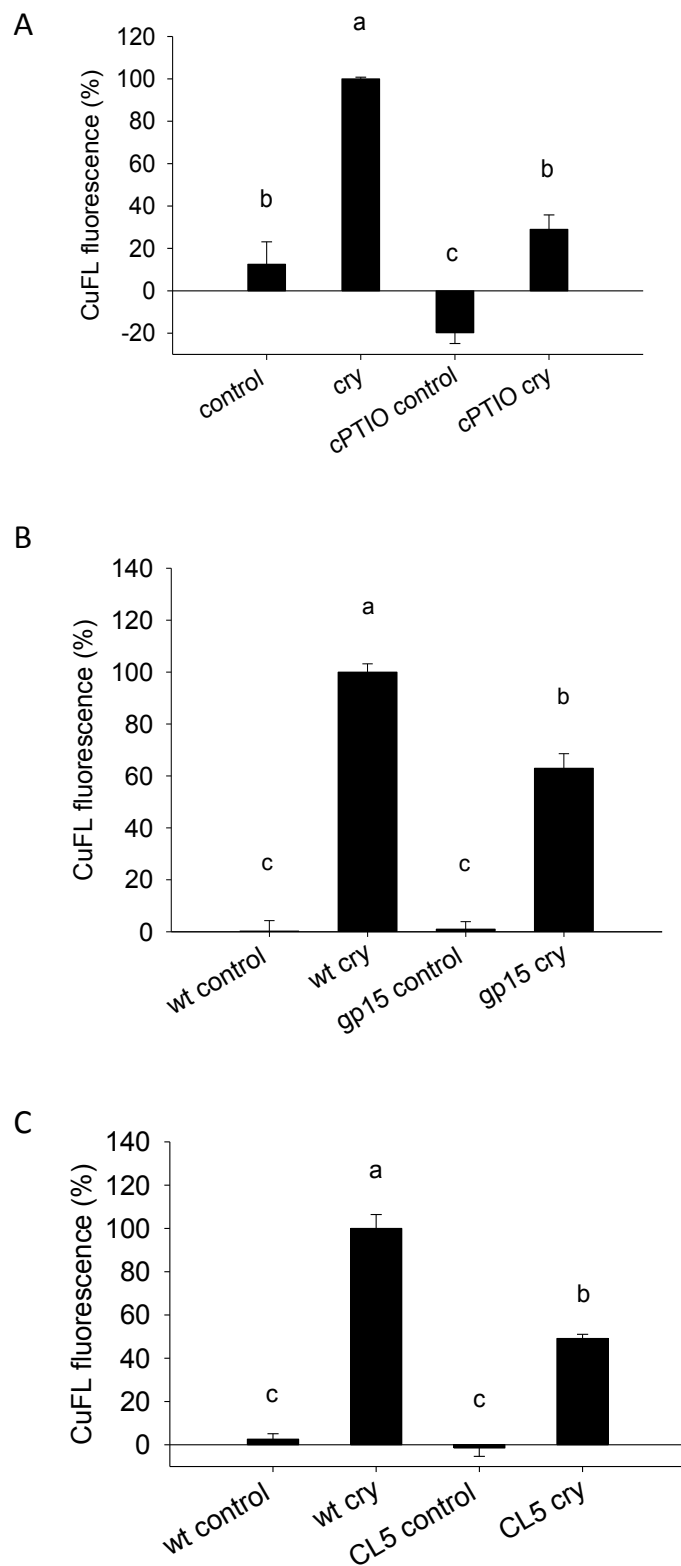 A
CuFL fluorescence (%)
120
100
80
60
40
20
0
-20
a
b
b
c
control
cry
cPTIO control
cPTIO cry
B
CuFL fluorescence (%)
140
120
100
80
60
40
20
0
a
b
c
c
wt control
wt cry
gp15 control
gp15 cry
C
CuFL fluorescence (%)
140
120
100
80
60
40
20
0
a
b
c
c
wt control
wt cry
CL5 control
CL5 cry